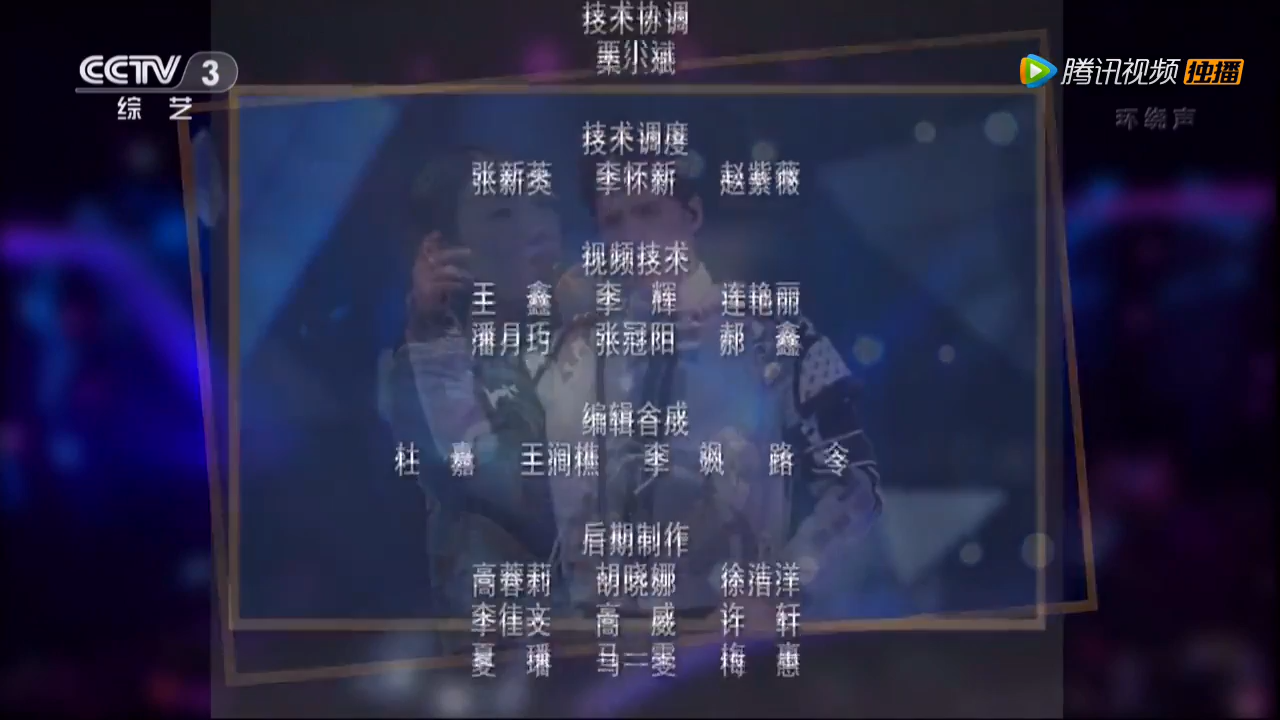 技术协调
CCTV 3
综艺
栗小斌
腾讯视频 独播
环绕声
技术调度
张新英 李怀新 赵紫薇
视频技术
王鑫 李辉 连艳丽
潘月巧 张冠阳 郝鑫
编辑合成
杜嘉 王润樵 李飒 路令
后期制作
高蓉莉 胡晓娜 徐浩洋
李佳文 高威 许轩
夏璠 马一雯 梅惠